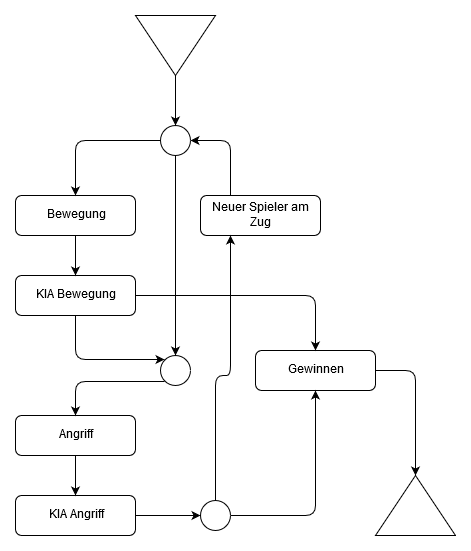 Bewegung
Neuer Spieler am
Zug
KIA Bewegung
Gewinnen
Angriff
KIA Angriff